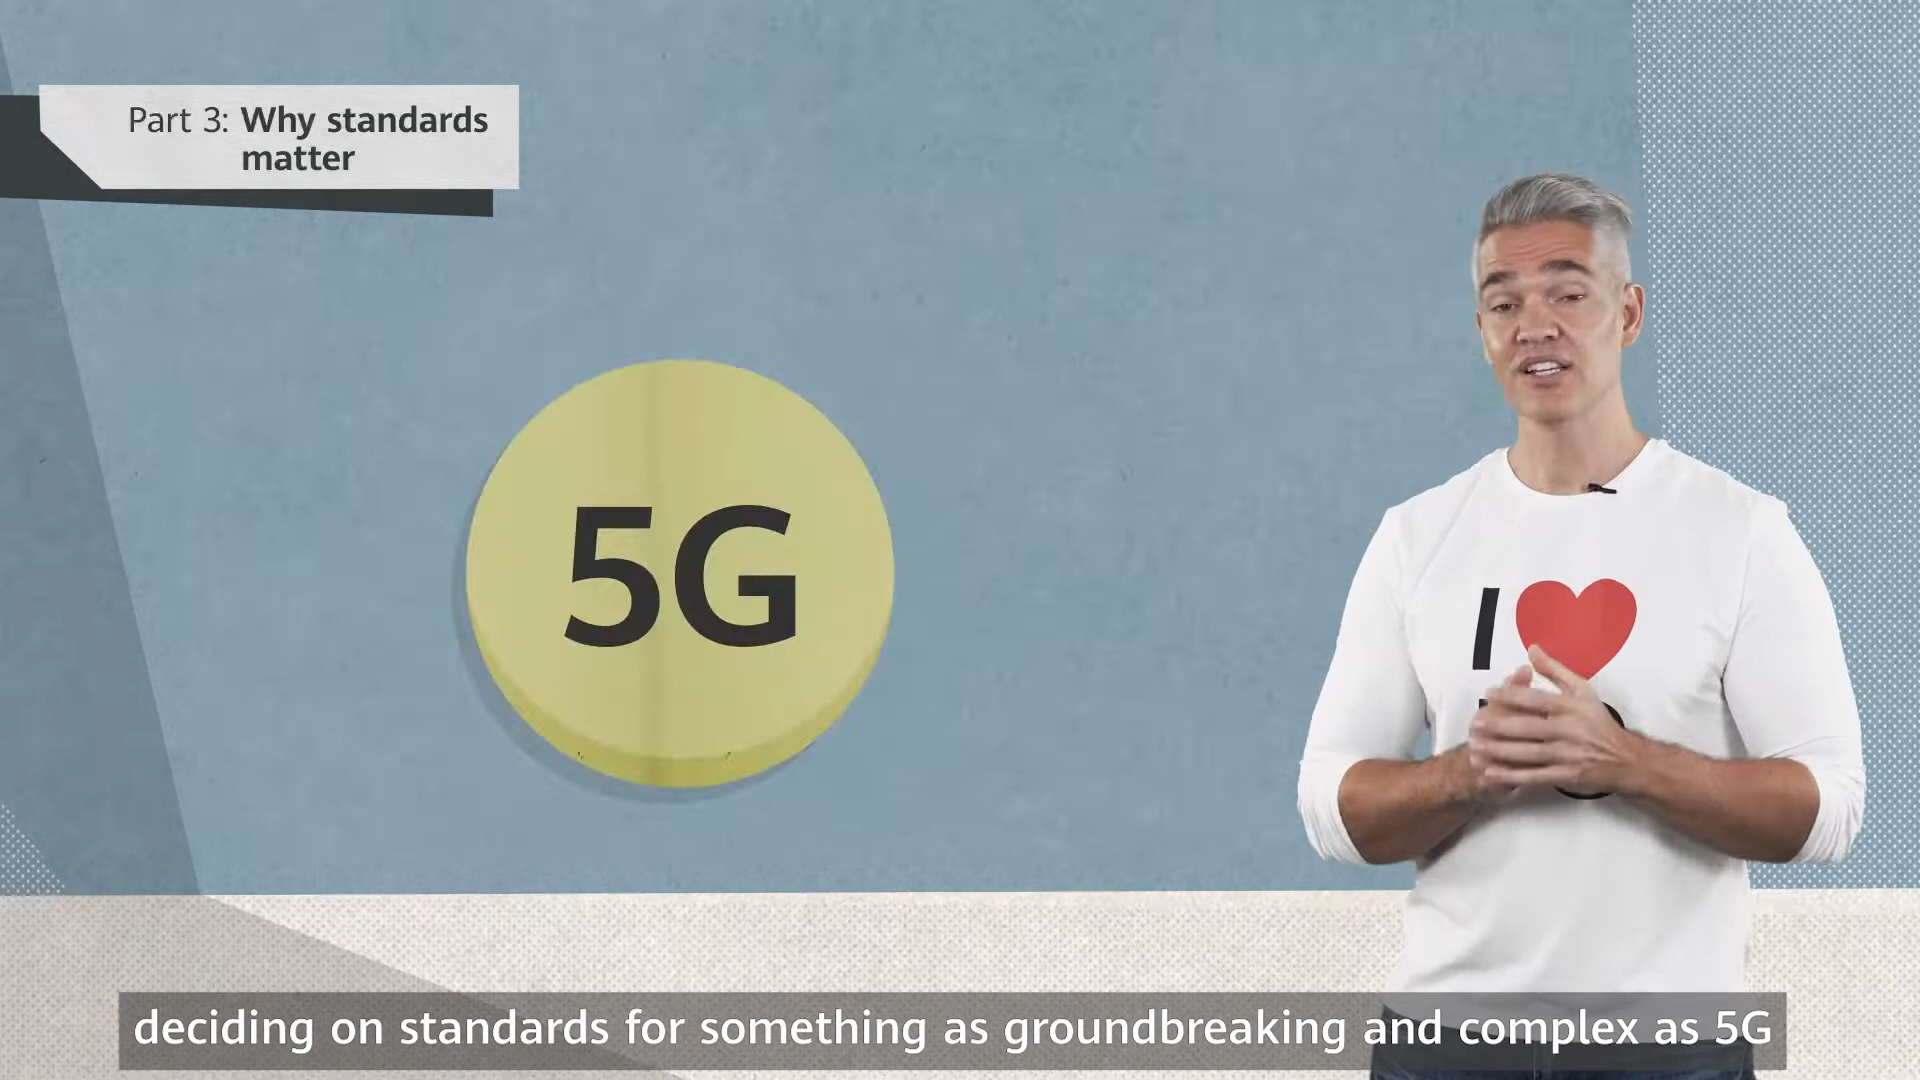 Part 3: Why standards
matter
5G
I
deciding on standards for something as groundbreaking and complex as 5G